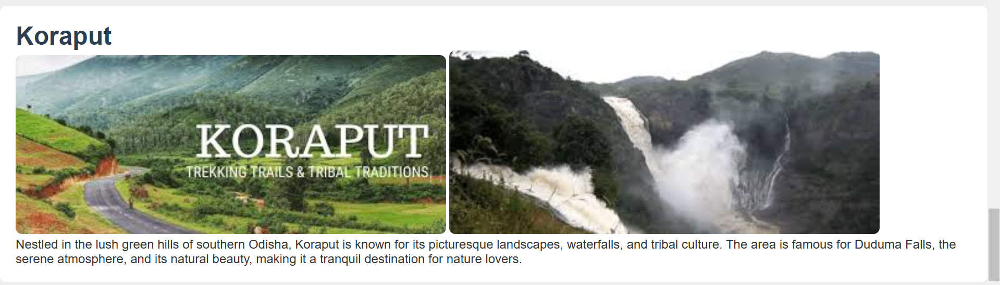 Koraput
KORAPUT
TREKKING TRAILS & TRIBAL TRADITIONS
Nestled in the lush green hills of southern Odisha, Koraput is known for its picturesque landscapes, waterfalls, and tribal culture. The area is famous for Duduma Falls, the
serene atmosphere, and its natural beauty, making it a tranquil destination for nature lovers.